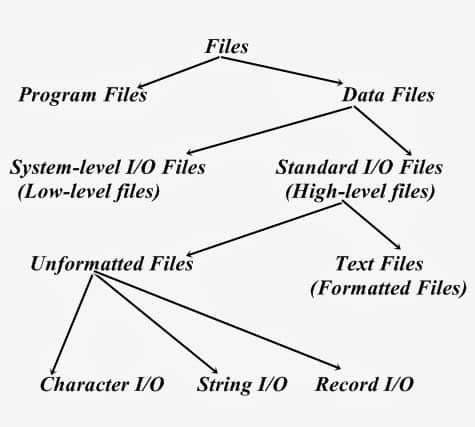 Files
Program Files
Data Files
System-level I/O Files
(Low-level files)
Standard I/O Files
(High-level files)
Unformatted Files
Text Files
(Formatted Files)
Character I/O
String I/O
Record I/O